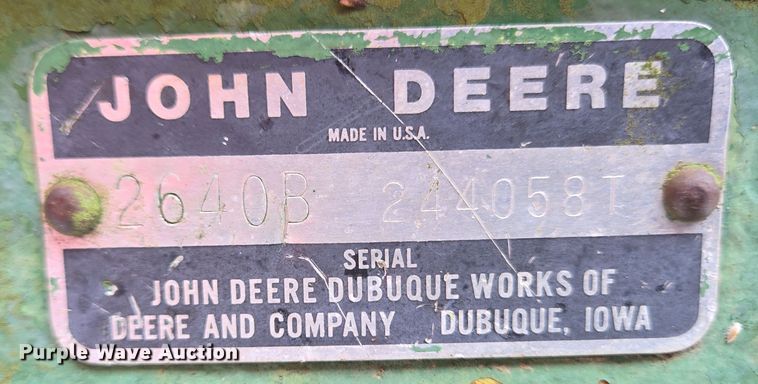 JOHN DEERE
MADE IN U.S.A.
2640B 244058T
SERIAL
JOHN DEERE DUBUQUE WORKS OF
DEERE AND COMPANY DUBUQUE, IOWA
Purple Wave Auction